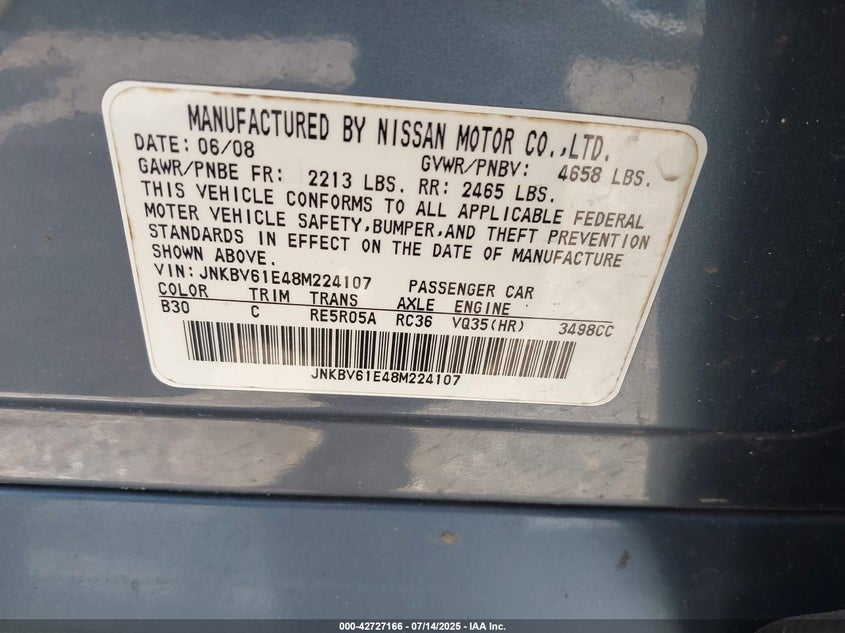 MANUFACTURED BY NISSAN MOTOR CO.,LTD.
DATE: 06/08 GVWR/PNBV: 4658 LBS.
GAWR/PNBE FR: 2213 LBS. RR: 2465 LBS.
THIS VEHICLE CONFORMS TO ALL APPLICABLE FEDERAL
MOTER VEHICLE SAFETY,BUMPER,AND THEFT PREVENTION
STANDARDS IN EFFECT ON THE DATE OF MANUFACTURE
SHOWN ABOVE.
VIN: JNKBV61E48M224107 PASSENGER CAR
COLOR TRIM TRANS AXLE ENGINE
B30 C RE5R05A RC36 VQ35(HR) 3498CC
JNKBV61E48M224107
000-42727166 - 07/14/2025 - IAA Inc.